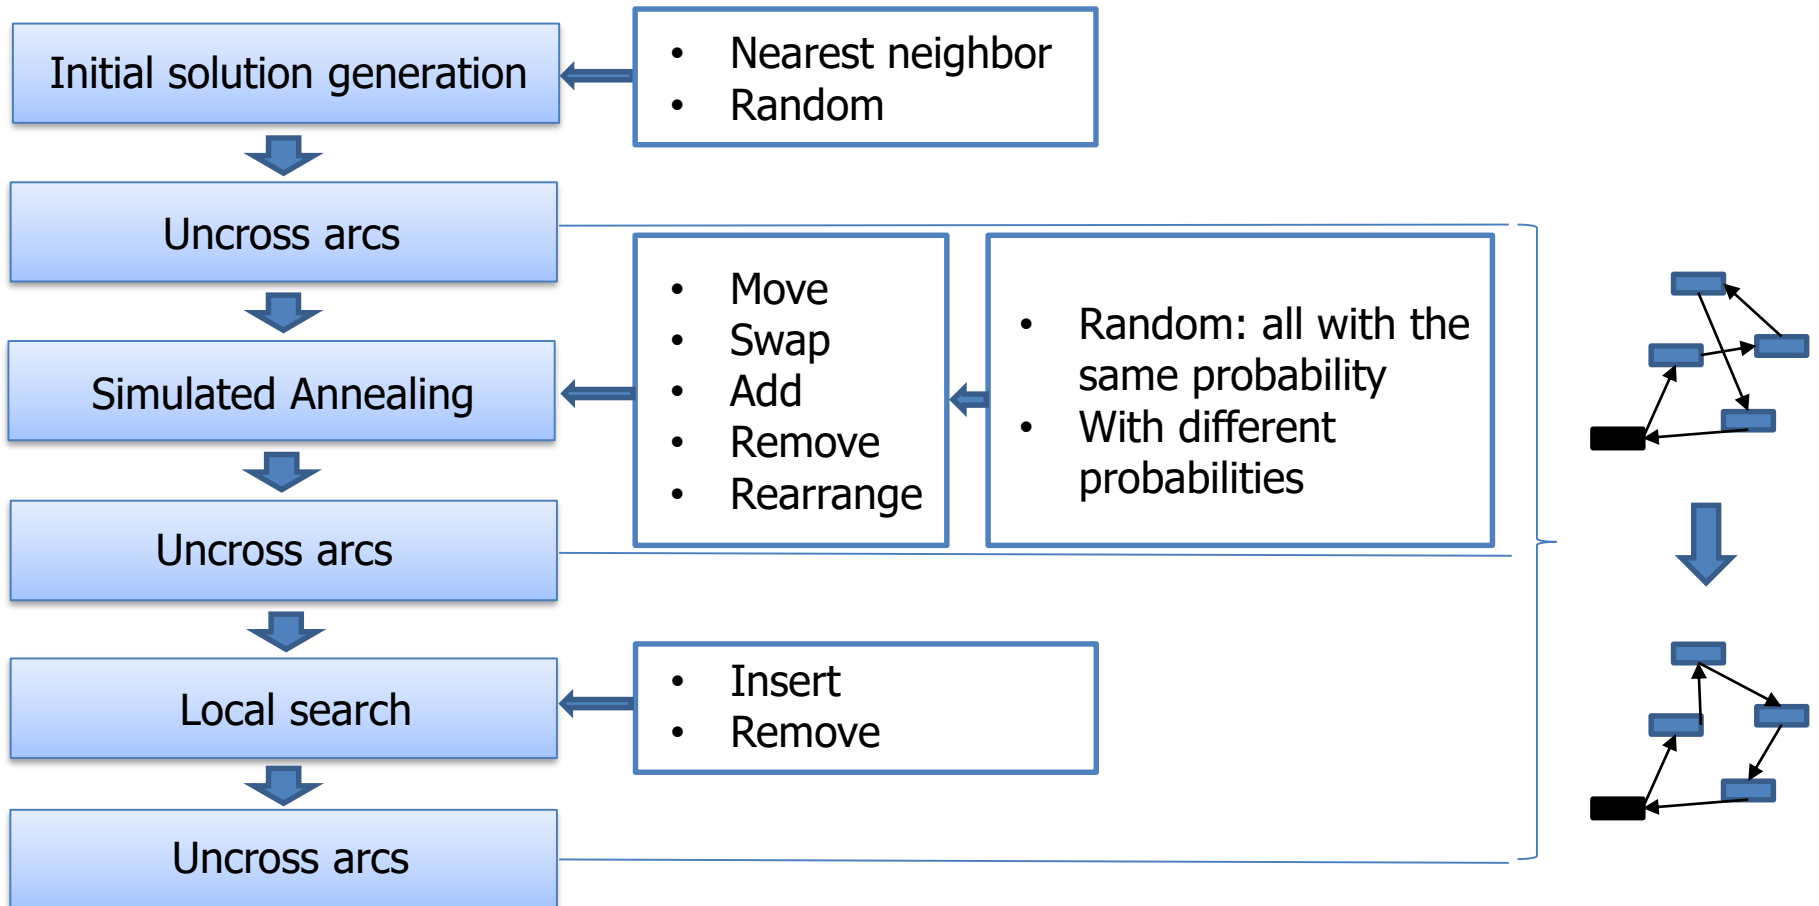 Initial solution generation
• Nearest neighbor
• Random
Uncross arcs
Simulated Annealing
• Move
• Swap
• Add
• Remove
• Rearrange
• Random: all with the
same probability
• With different
probabilities
Uncross arcs
Local search
• Insert
• Remove
Uncross arcs